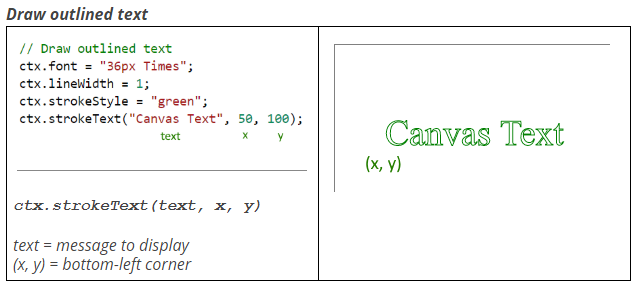 Draw outlined text
// Draw outlined text
ctx.font = "36px Times";
ctx.lineWidth = 1;
ctx.strokeStyle = "green";
ctx.strokeText("Canvas Text", 50, 100);
text x y
ctx.strokeText(text, x, y)
text = message to display
(x, y) = bottom-left corner
Canvas Text
(x, y)